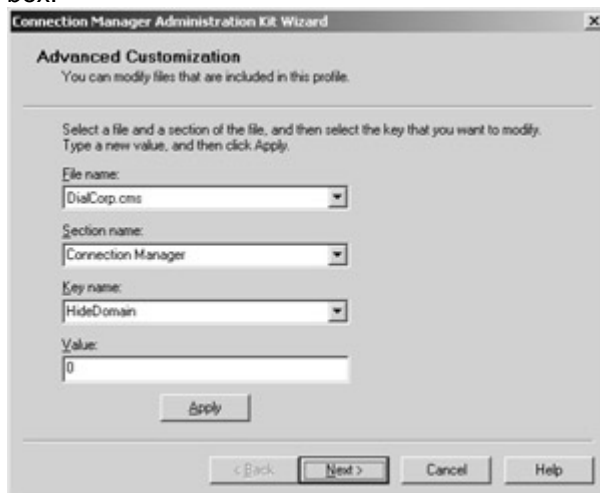 box.
Connection Manager Administration Kit Wizard
Advanced Customization
You can modify files that are included in this profile.
Select a file and a section of the file, and then select the key that you want to modify.
Type a new value, and then click Apply.
File name:
DialCorp.cms
Section name:
Connection Manager
Key name:
HideDomain
Value:
0
Apply
< Back Next > Cancel Help